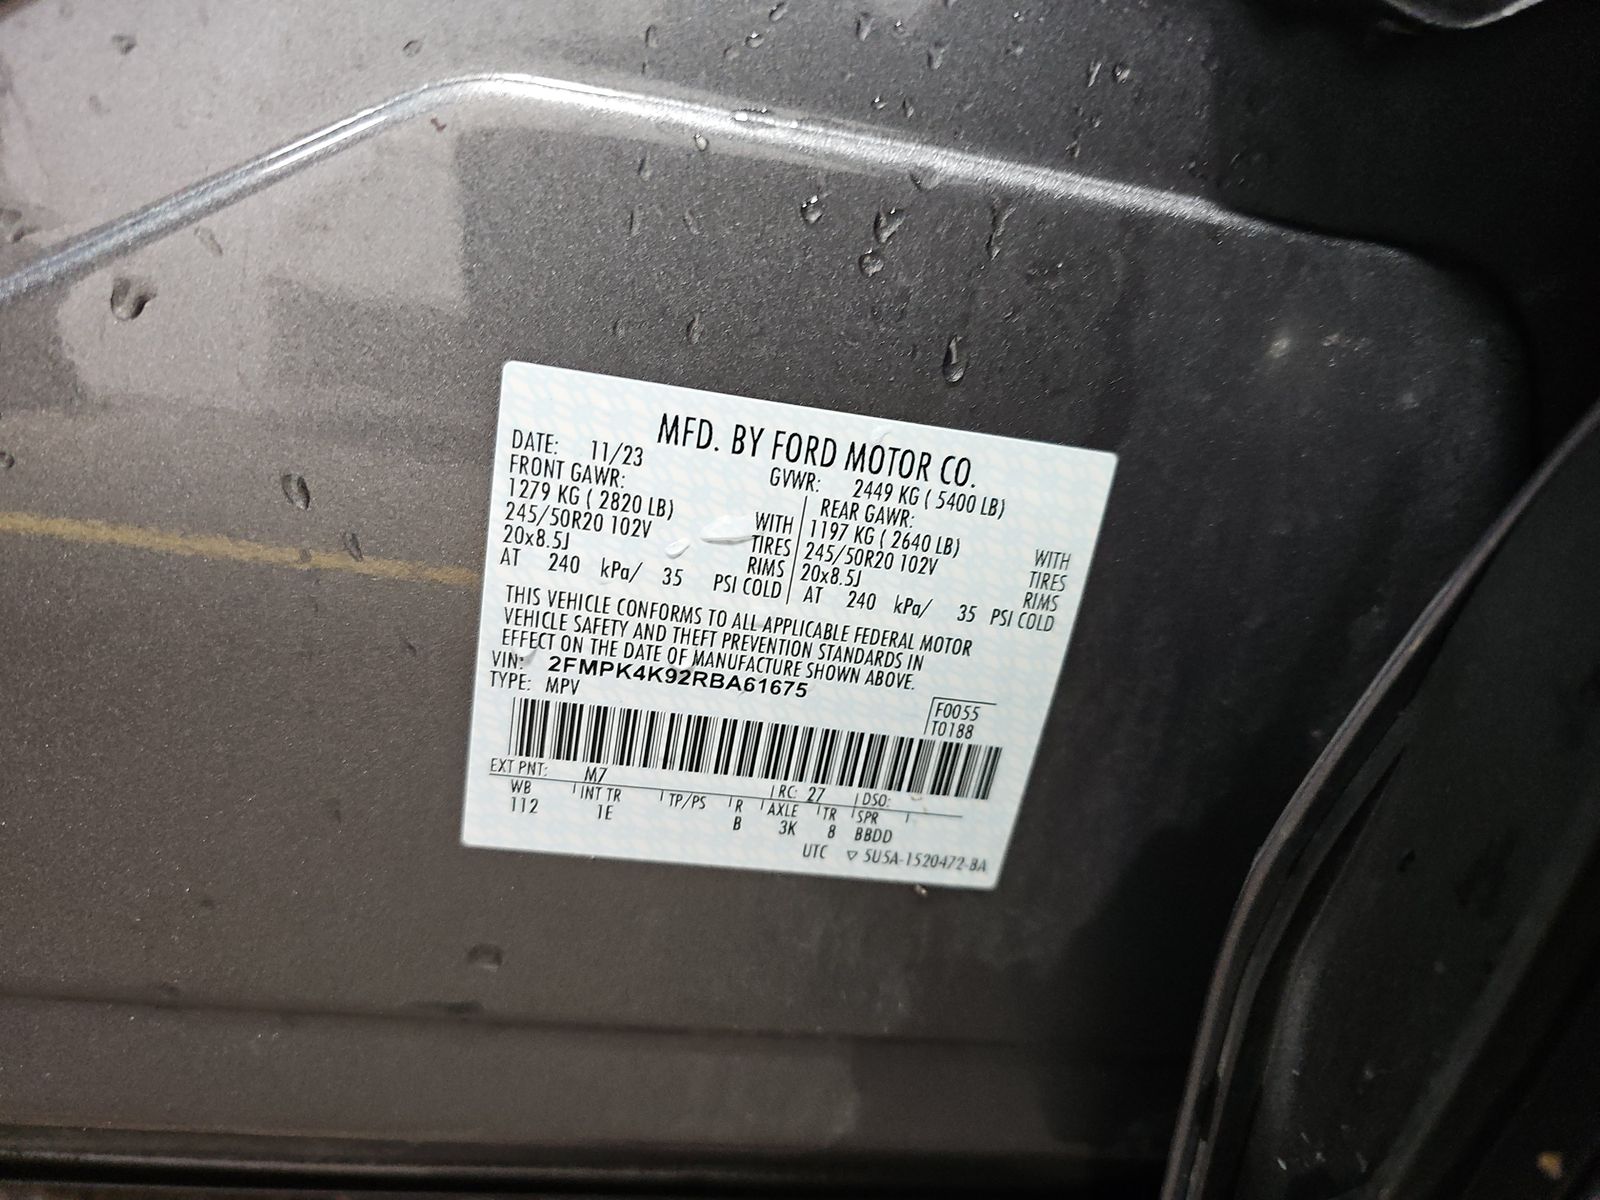 MFD. BY FORD MOTOR CO.
DATE: 11/23
GVWR: 2449 KG ( 5400 LB)
FRONT GAWR:
1279 KG ( 2820 LB) WITH
245/50R20 102V TIRES
20x8.5J RIMS
AT 240 kPa/ 35 PSI COLD
REAR GAWR:
1197 KG ( 2640 LB) WITH
245/50R20 102V TIRES
20x8.5J RIMS
AT 240 kPa/ 35 PSI COLD
THIS VEHICLE CONFORMS TO ALL APPLICABLE FEDERAL MOTOR
VEHICLE SAFETY AND THEFT PREVENTION STANDARDS IN
EFFECT ON THE DATE OF MANUFACTURE SHOWN ABOVE.
VIN: 2FMPK4K92RBA61675
TYPE: MPV
F0055
T0188
EXT PNT: M7 RC: 27 DSO:
WB INT TR TP/PS R AXLE TR SPR
112 1E B 3K 8 BBDD
UTC ▽ 5U5A-1520472-BA